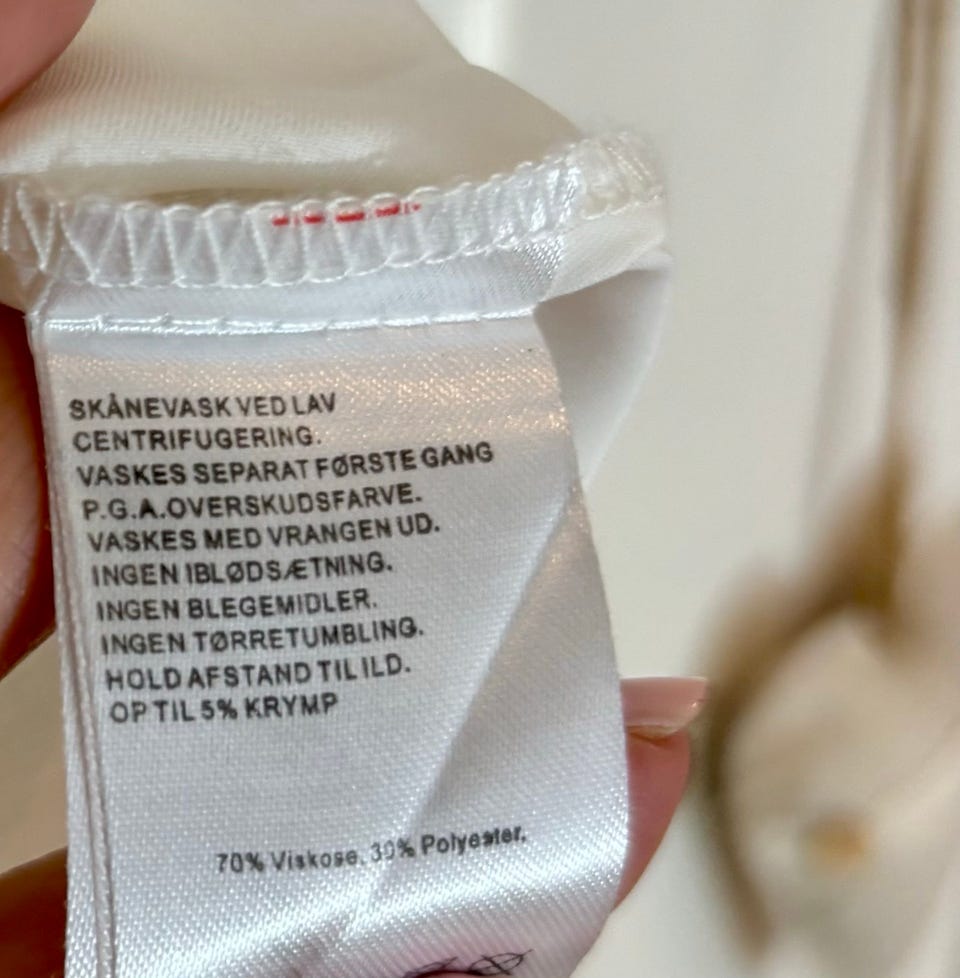 SKÅNEVASK VED LAV
CENTRIFUGERING.
VASKES SEPARAT FØRSTE GANG
P.G.A.OVERSKUDSFARVE.
VASKES MED VRANGEN UD.
INGEN IBLØDSÆTNING.
INGEN BLEGEMIDLER.
INGEN TØRRETUMBLING.
HOLD AFSTAND TIL ILD.
OP TIL 5% KRYMP
70% Viskose, 30% Polyester.